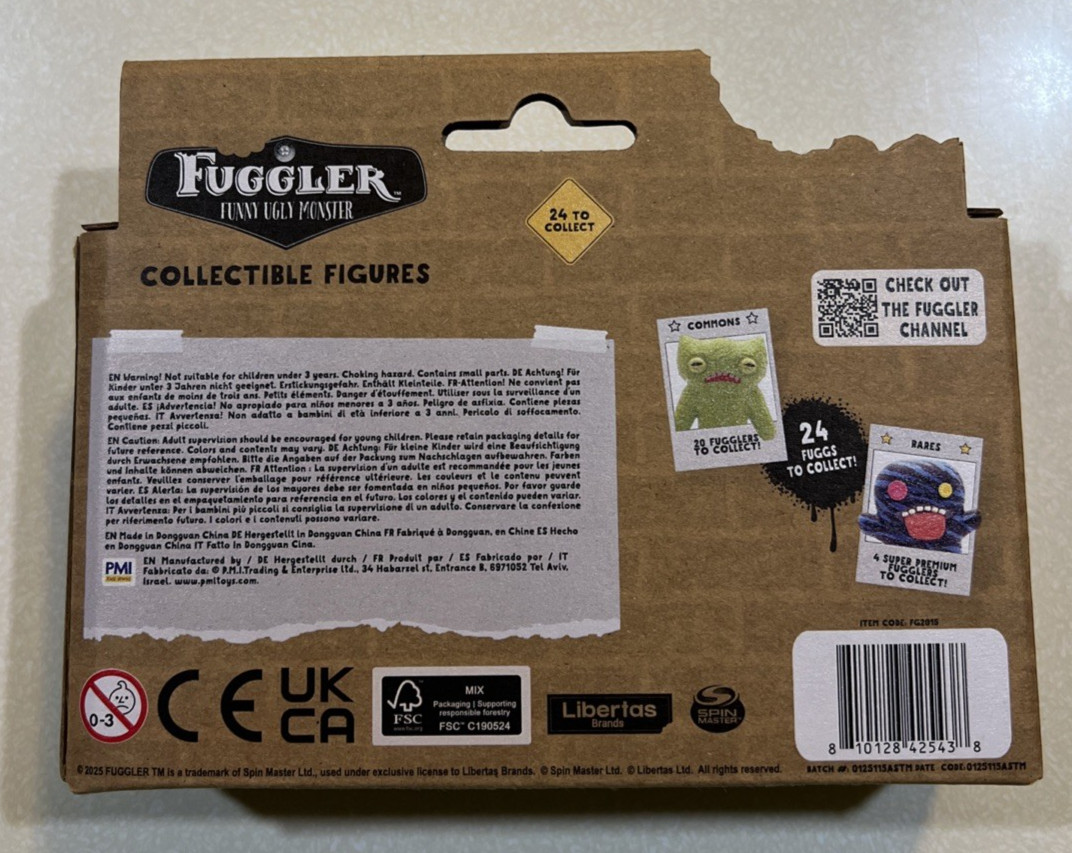 FUGGLER™
FUNNY UGLY MONSTER
COLLECTIBLE FIGURES
24 TO
COLLECT
CHECK OUT
THE FUGGLER
CHANNEL
COMMONS
20 FUGGLERS
TO COLLECT!
24
FUGGS
TO COLLECT!
RARES
4 SUPER PREMIUM
FUGGLERS
TO COLLECT!
EN Warning! Not suitable for children under 3 years. Choking hazard. Contains small parts. DE Achtung! Für
Kinder unter 3 Jahren nicht geeignet. Erstickungsgefahr. Enthält Kleinteile. FR-Attention! Ne convient pas
aux enfants de moins de trois ans. Petits éléments. Danger d'étouffement. Utiliser sous la surveillance d'un
adulte. ES ¡Advertencia! No apropiado para niños menores a 3 años. Peligro de asfixia. Contiene piezas
pequeñas. IT Avvertenza! Non adatto a bambini di età inferiore a 3 anni. Pericolo di soffocamento.
Contiene pezzi piccoli.
EN Caution: Adult supervision should be encouraged for young children. Please retain packaging details for
future reference. Colors and contents may vary. DE Achtung: Für kleine Kinder wird eine Beaufsichtigung
durch Erwachsene empfohlen. Bitte die Angaben auf der Packung zum Nachschlagen aufbewahren. Farben
und Inhalte können abweichen. FR Attention : La supervision d'un adulte est recommandée pour les jeunes
enfants. Veuilles conserver l'emballage pour référence ultérieure. Les couleurs et le contenu peuvent
varier. ES Alerta: La supervisión de los mayores debe ser fomentada en niños pequeños. Por favor guarde
los detalles en el empaquetamiento para referencia en el futuro. Los colores y el contenido pueden variar.
IT Avvertenza: Per i bambini più piccoli si consiglia la supervisione di un adulto. Conservare la confezione
per riferimento futuro. I colori e i contenuti possono variare.
EN Made in Dongguan China DE Hergestellt in Dongguan China FR Fabriqué à Dongguan, en Chine ES Hecho
en Dongguan China IT Fatto in Dongguan Cina.
PMI
EN Manufactured by / DE Hergestellt durch / FR Produit par / ES Fabricado por / IT
Fabbricato da: © P.M.I.Trading & Enterprise ltd., 34 Habarsel st. Entrance B, 6971052 Tel Aviv,
Israel. www.pmitoys.com.
ITEM CODE: FG2015
0-3
CE
UK
CA
FSC
www.fsc.org
MIX
Packaging | Supporting
responsible forestry
FSC™ C190524
Libertas
Brands
SPIN
MASTER™
8 10128 42543 8
© 2025 FUGGLER TM is a trademark of Spin Master Ltd., used under exclusive license to Libertas Brands. © Spin Master Ltd. © Libertas Ltd. All rights reserved.
BATCH #: 0125113ASTM DATE CODE:0125113ASTM